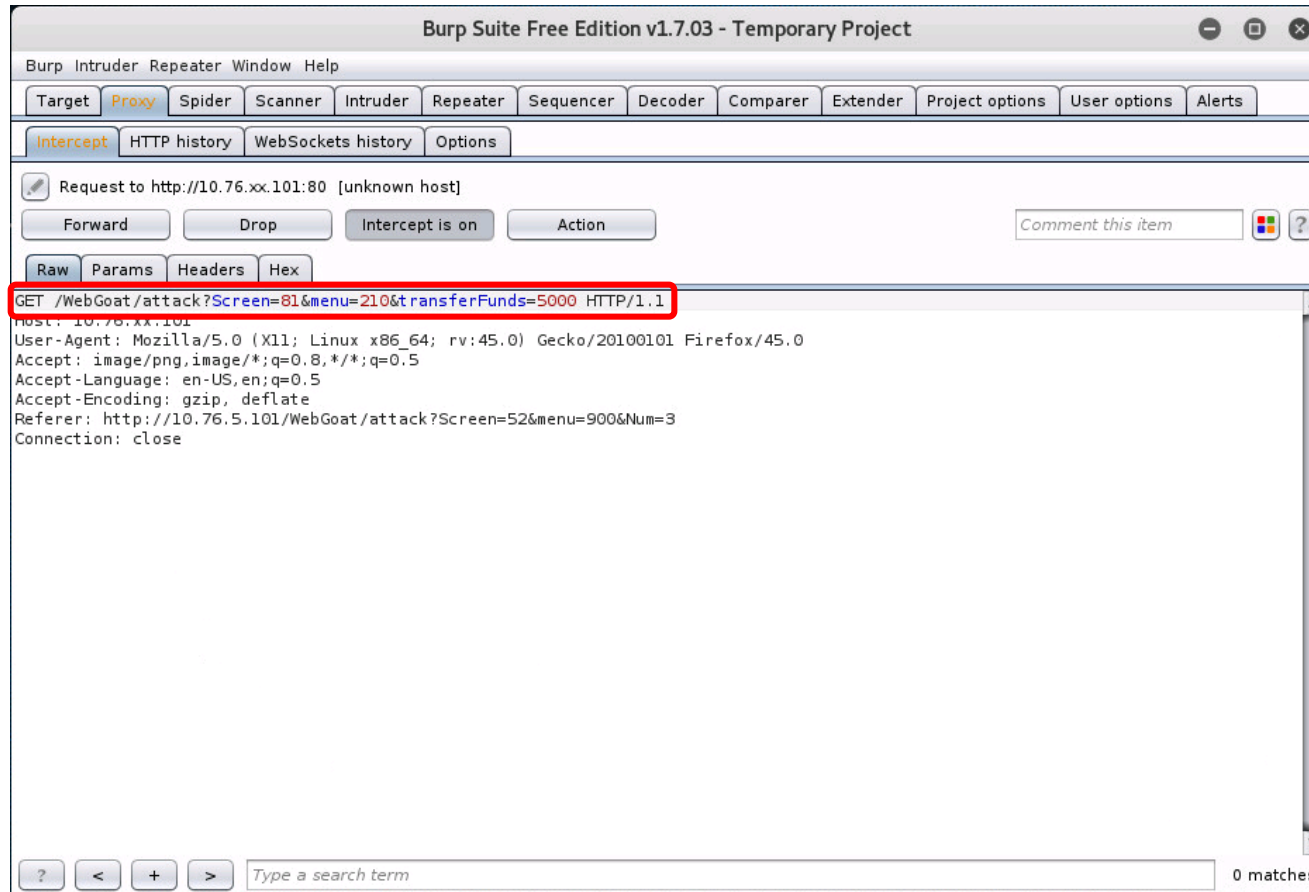 Burp Suite Free Edition v1.7.03 - Temporary Project
Burp Intruder Repeater Window Help
Target Proxy Spider Scanner Intruder Repeater Sequencer Decoder Comparer Extender Project options User options Alerts
Intercept HTTP history WebSockets history Options
Request to http://10.76.xx.101:80 [unknown host]
Forward Drop Intercept is on Action Comment this item ?
Raw Params Headers Hex
GET /WebGoat/attack?Screen=81&menu=210&transferFunds=5000 HTTP/1.1
Host: 10.76.xx.101
User-Agent: Mozilla/5.0 (X11; Linux x86_64; rv:45.0) Gecko/20100101 Firefox/45.0
Accept: image/png,image/*;q=0.8,*/*;q=0.5
Accept-Language: en-US,en;q=0.5
Accept-Encoding: gzip, deflate
Referer: http://10.76.5.101/WebGoat/attack?Screen=52&menu=900&Num=3
Connection: close
? < + > Type a search term 0 matche